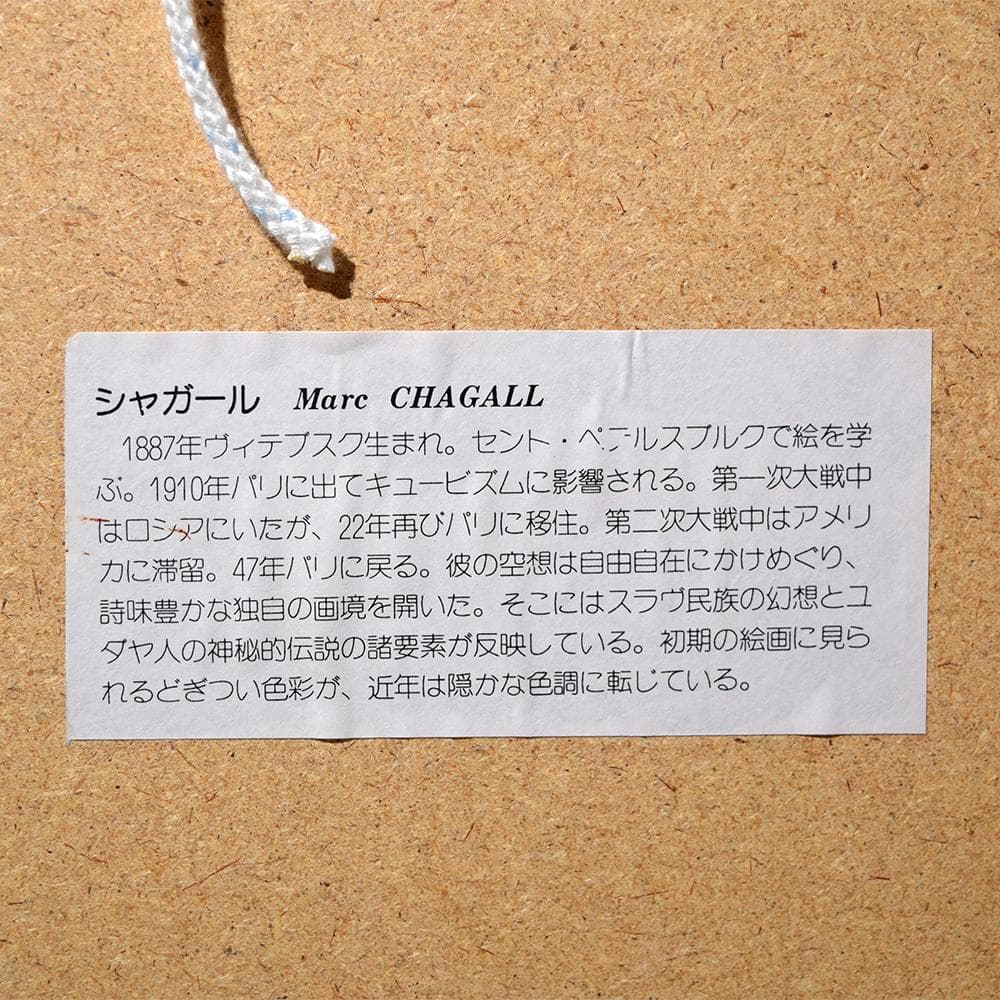 シャガール Marc CHAGALL
1887年ヴィテブスク生まれ。セント・ペテルスブルクで絵を学
ぶ。1910年パリに出てキュービズムに影響される。第一次大戦中
はロシアにいたが、22年再びパリに移住。第二次大戦中はアメリ
カに滞留。47年パリに戻る。彼の空想は自由自在にかけめぐり、
詩味豊かな独自の画境を開いた。そこにはスラヴ民族の幻想とユ
ダヤ人の神秘的伝説の諸要素が反映している。初期の絵画に見ら
れるどぎつい色彩が、近年は隠かな色調に転じている。